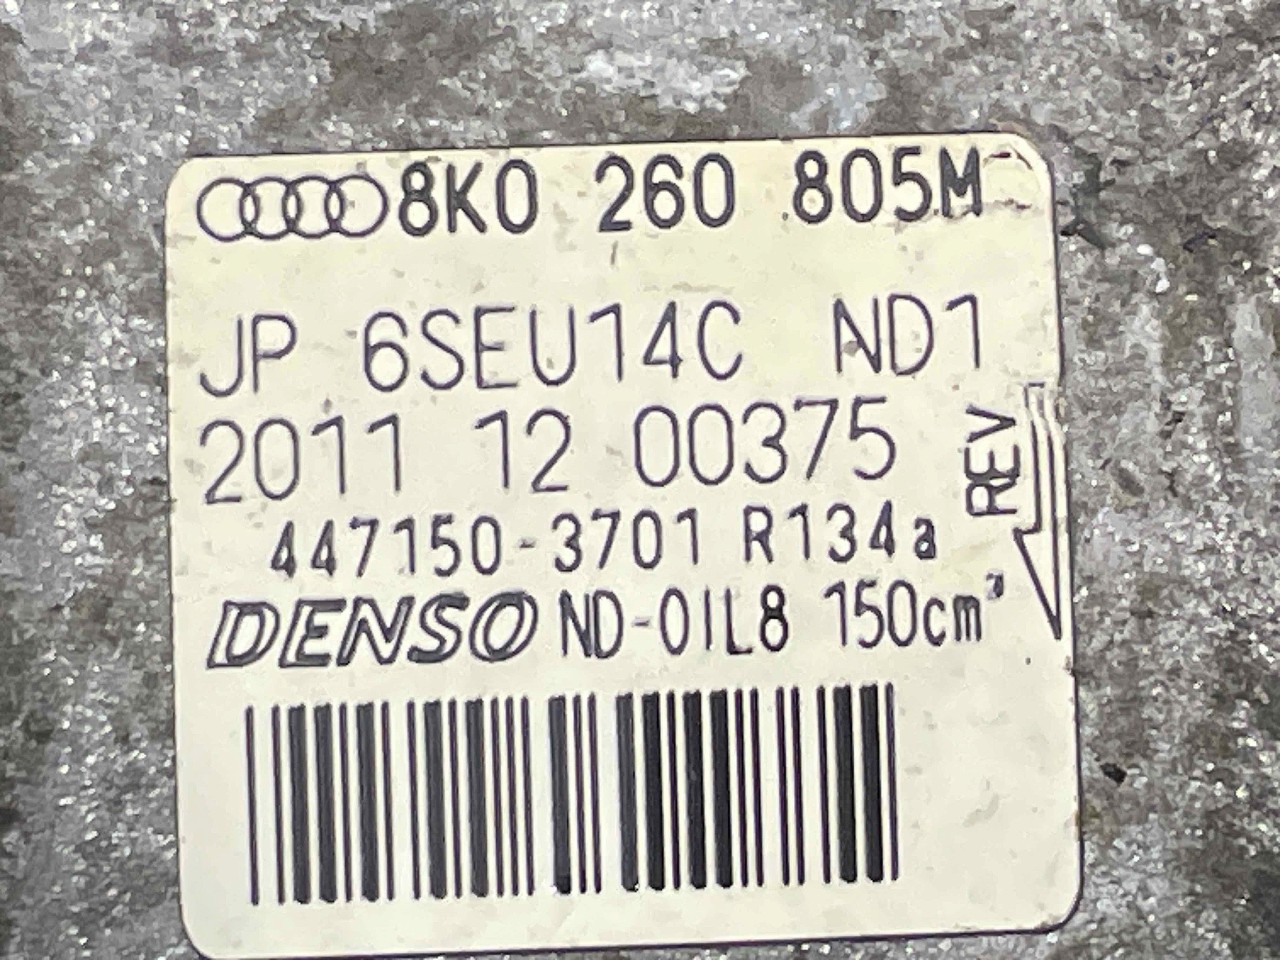 8K0 260 805M
JP 6SEU14C ND1
2011 12 00375
REV
447150-3701 R134a
DENSO ND-OIL8 150cm³